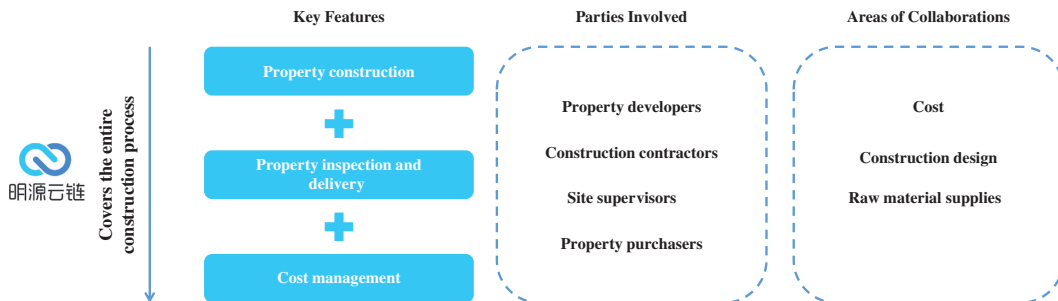 Key Features
Parties Involved
Areas of Collaborations
明源云链
Covers the entire
construction process
Property construction
Property inspection and
delivery
Cost management
Property developers
Construction contractors
Site supervisors
Property purchasers
Cost
Construction design
Raw material supplies